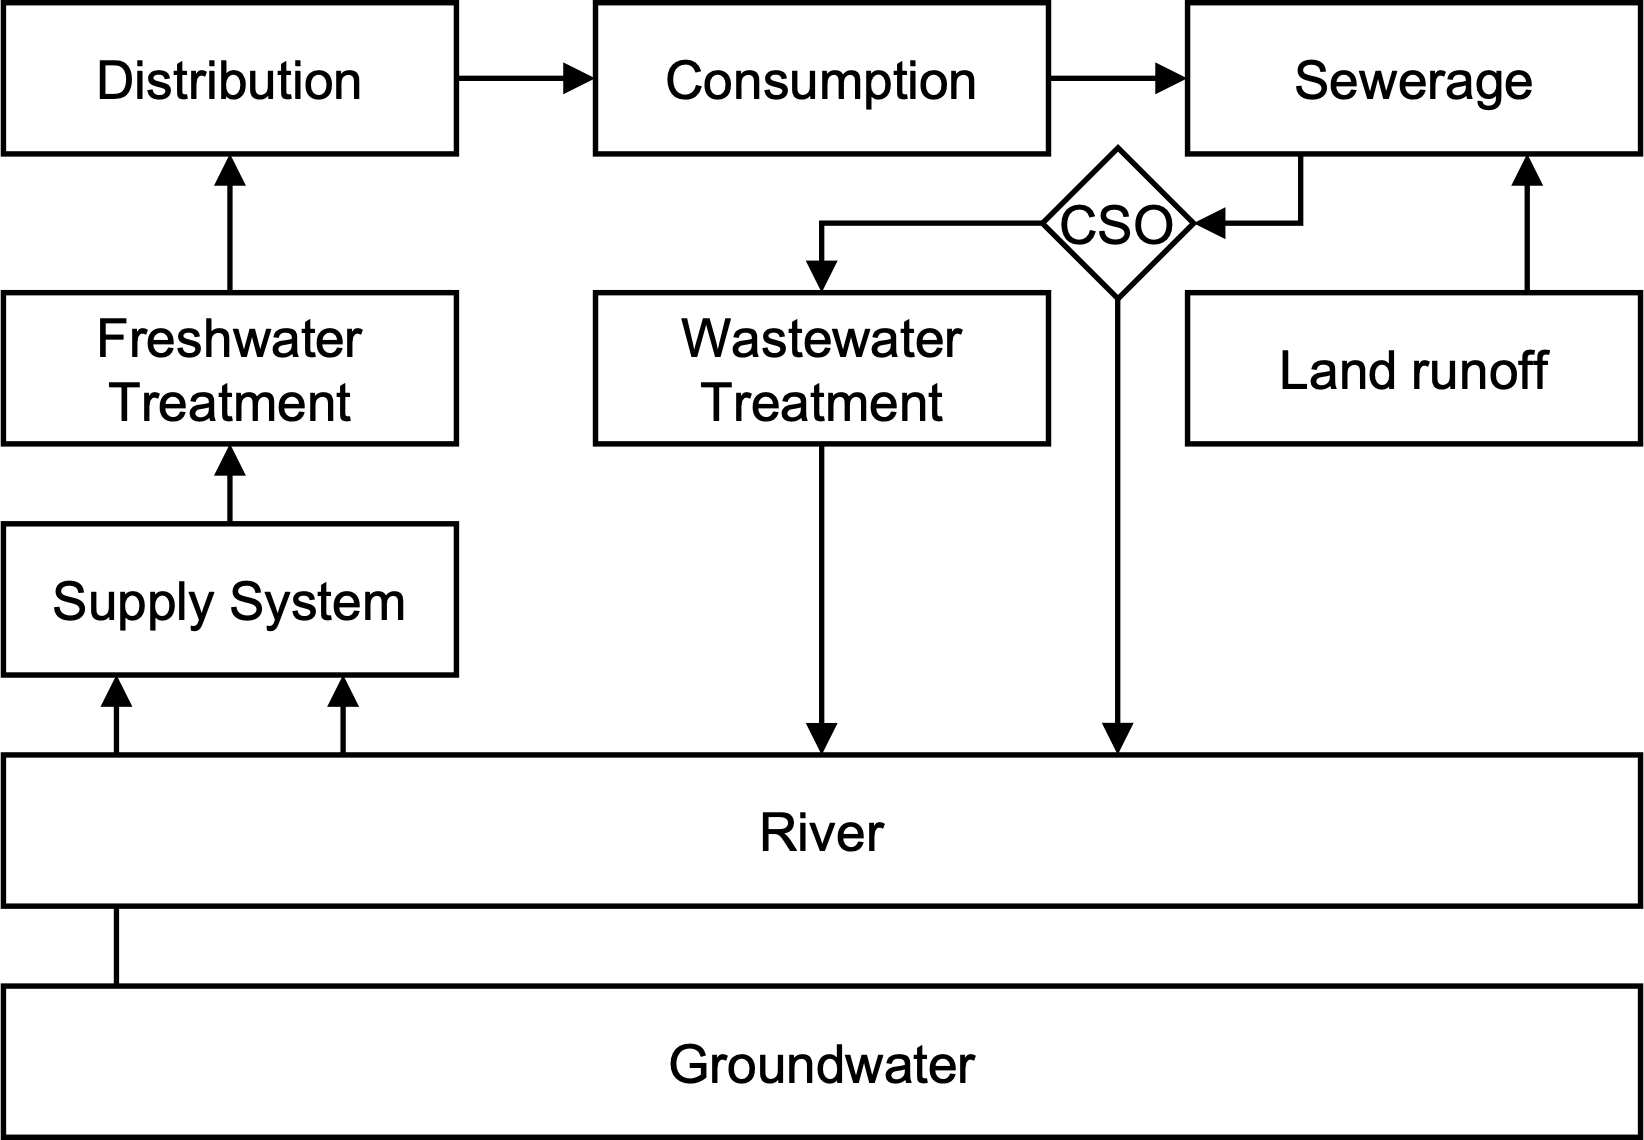 Distribution
Consumption
Sewerage
CSO
Freshwater
Treatment
Wastewater
Treatment
Land runoff
Supply System
River
Groundwater